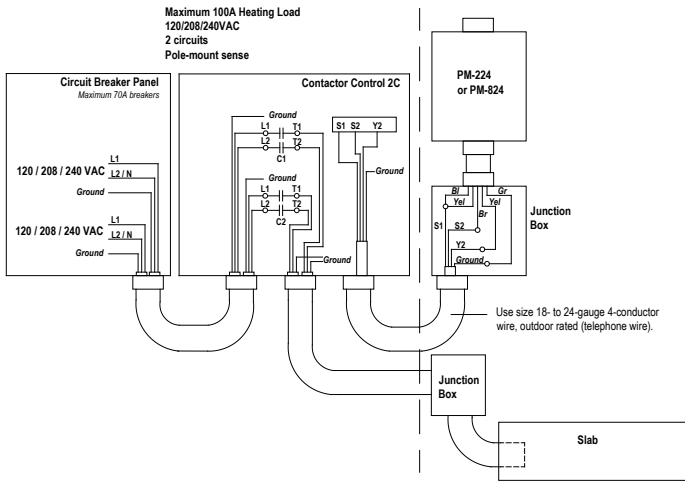 Maximum 100A Heating Load
120/208/240VAC
2 circuits
Pole-mount sense
Circuit Breaker Panel
Maximum 70A breakers
L1
120 / 208 / 240 VAC
L2 / N
Ground
L1
120 / 208 / 240 VAC
L2 / N
Ground
Contactor Control 2C
Ground
L1
T1
L2
T2
C1
Ground
L1
T1
L2
T2
C2
S1 S2 Y2
Ground
Ground
PM-224
or PM-824
Bl
Gr
Yel
Yel
Br
S1
S2
Y2
Ground
Junction
Box
Use size 18- to 24-gauge 4-conductor
wire, outdoor rated (telephone wire).
Junction
Box
Slab